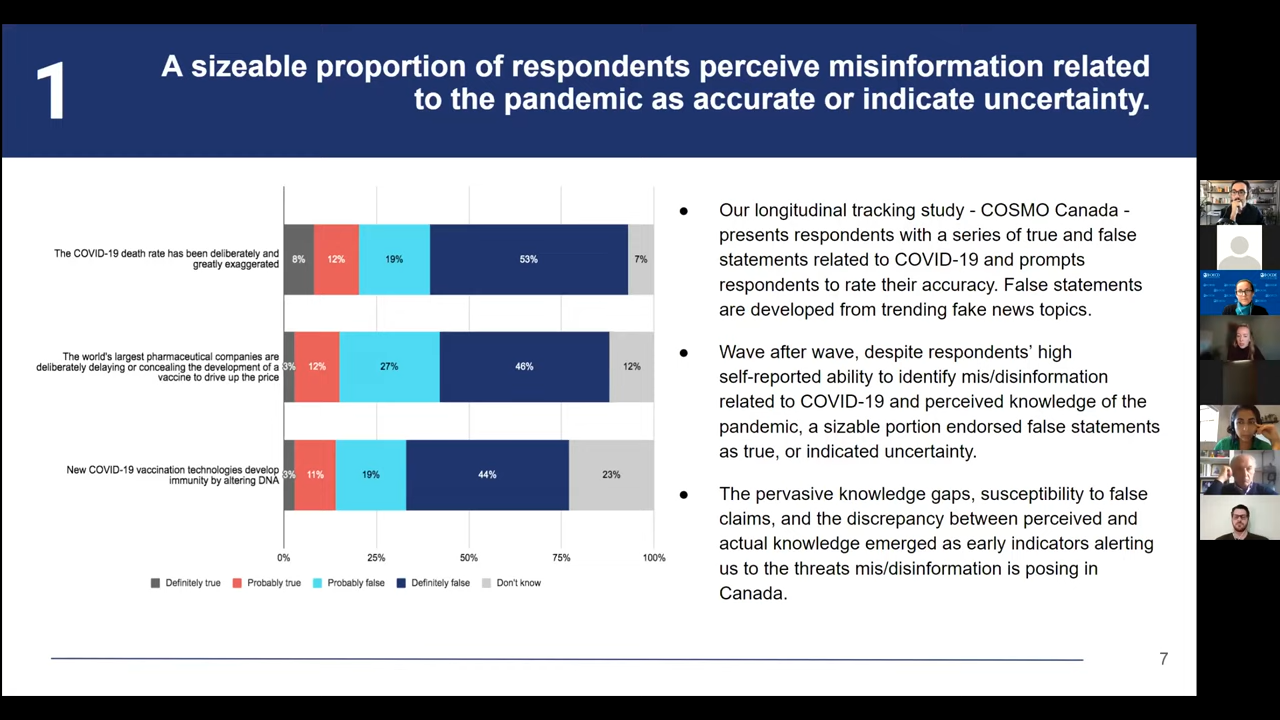 1
A sizeable proportion of respondents perceive misinformation related
to the pandemic as accurate or indicate uncertainty.
The COVID-19 death rate has been deliberately and
greatly exaggerated
8% 12% 19% 53% 7%
The world's largest pharmaceutical companies are
deliberately delaying or concealing the development of a
vaccine to drive up the price
3% 12% 27% 46% 12%
New COVID-19 vaccination technologies develop
immunity by altering DNA
3% 11% 19% 44% 23%
0% 25% 50% 75% 100%
Definitely true Probably true Probably false Definitely false Don't know
● Our longitudinal tracking study - COSMO Canada -
presents respondents with a series of true and false
statements related to COVID-19 and prompts
respondents to rate their accuracy. False statements
are developed from trending fake news topics.
● Wave after wave, despite respondents’ high
self-reported ability to identify mis/disinformation
related to COVID-19 and perceived knowledge of the
pandemic, a sizable portion endorsed false statements
as true, or indicated uncertainty.
● The pervasive knowledge gaps, susceptibility to false
claims, and the discrepancy between perceived and
actual knowledge emerged as early indicators alerting
us to the threats mis/disinformation is posing in
Canada.
7